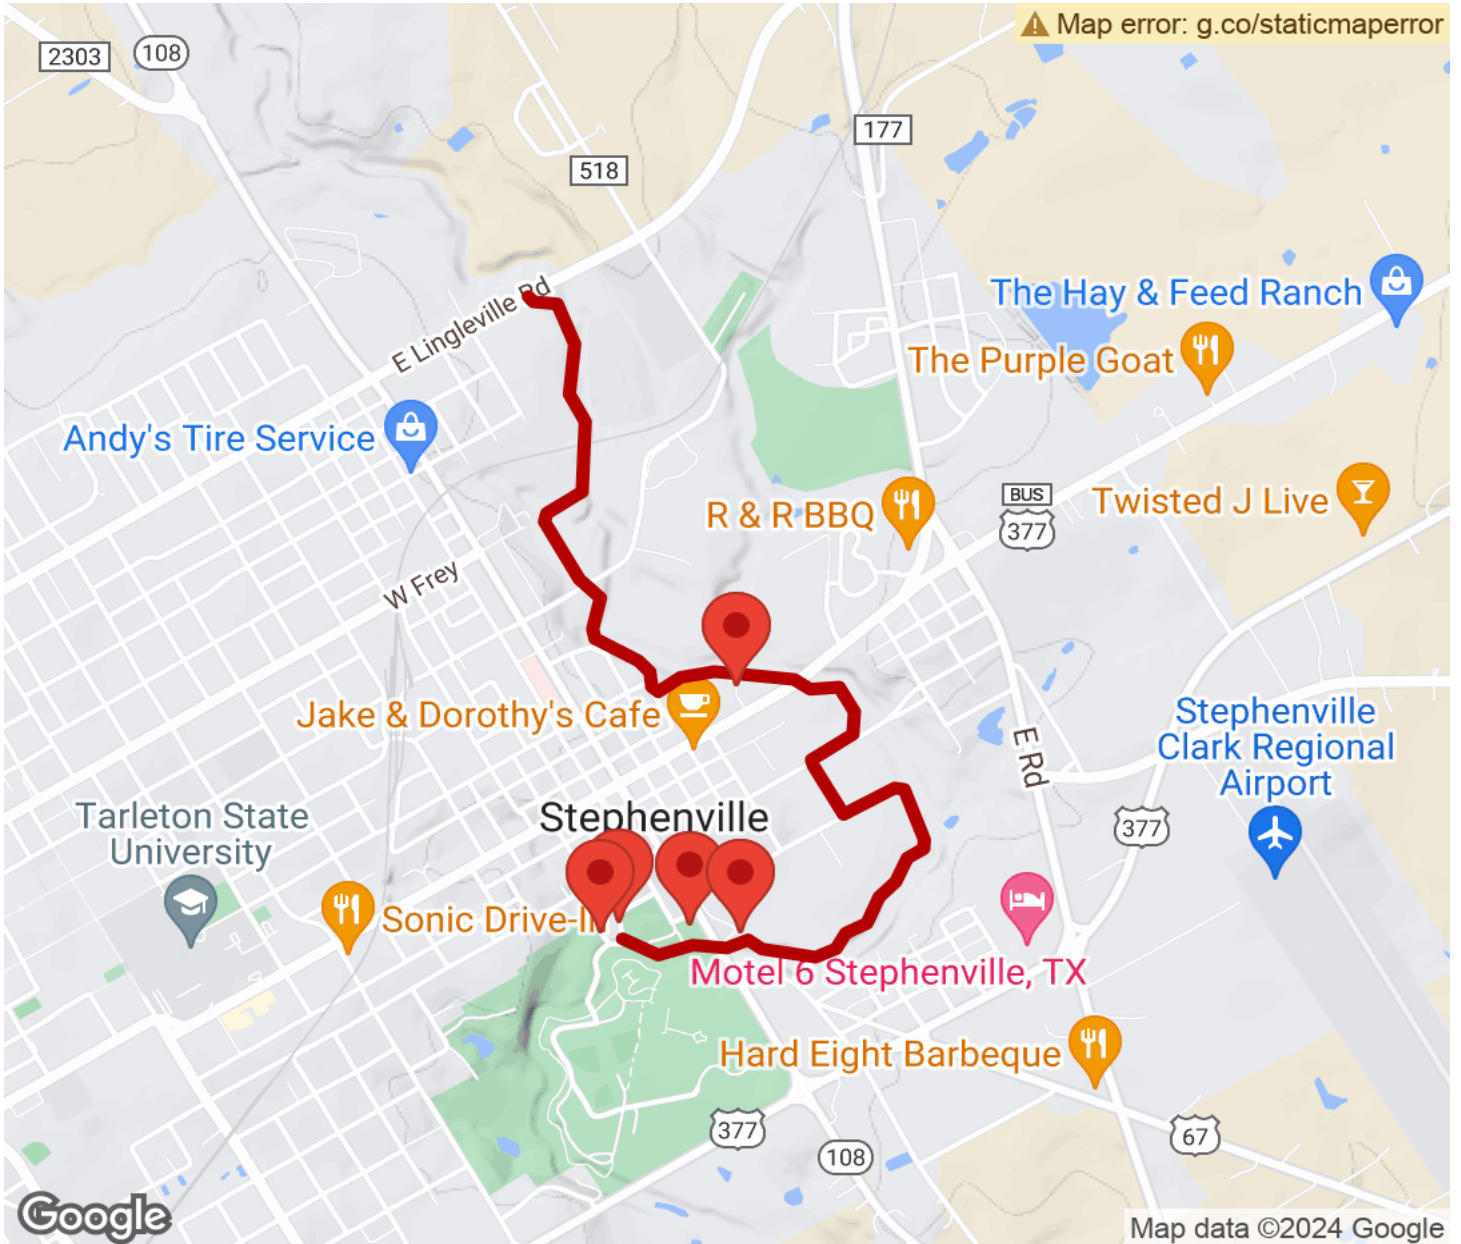 Map error: g.co/staticmaperror
2303
108
177
518
E Lingleville Rd
The Hay & Feed Ranch
The Purple Goat
Andy's Tire Service
BUS
377
Twisted J Live
R & R BBQ
W Frey
Jake & Dorothy's Cafe
E Rd
Stephenville
Clark Regional
Airport
Stephenville
Tarleton State
University
377
Sonic Drive-In
Motel 6 Stephenville, TX
Hard Eight Barbeque
377
108
67
Google
Map data ©2024 Google